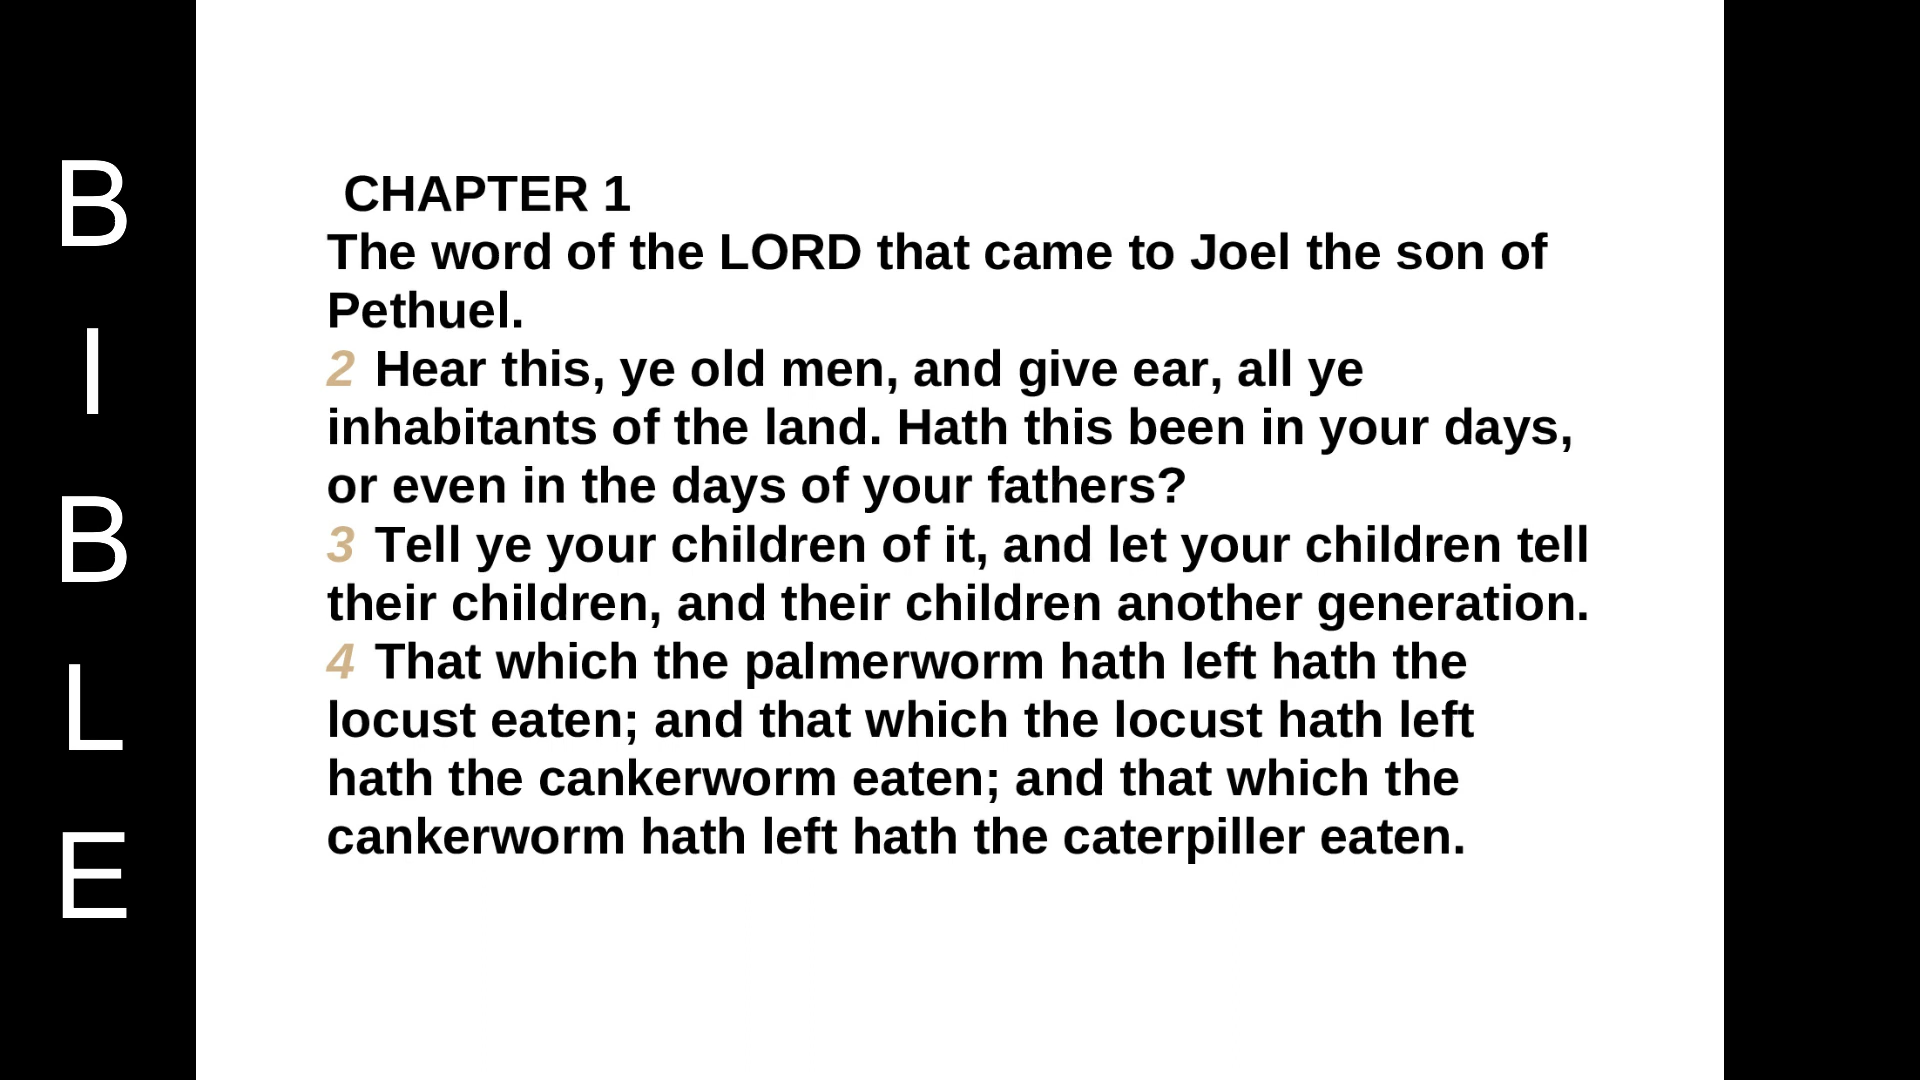 BIBLE
CHAPTER 1
The word of the LORD that came to Joel the son of
Pethuel.
2 Hear this, ye old men, and give ear, all ye
inhabitants of the land. Hath this been in your days,
or even in the days of your fathers?
3 Tell ye your children of it, and let your children tell
their children, and their children another generation.
4 That which the palmerworm hath left hath the
locust eaten; and that which the locust hath left
hath the cankerworm eaten; and that which the
cankerworm hath left hath the caterpiller eaten.